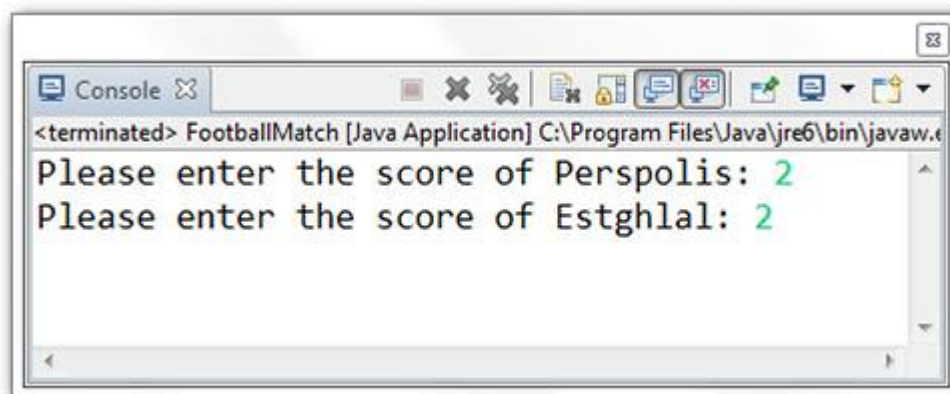 Console
<terminated> FootballMatch [Java Application] C:\Program Files\Java\jre6\bin\javaw.e
Please enter the score of Perspolis: 2
Please enter the score of Estghlal: 2